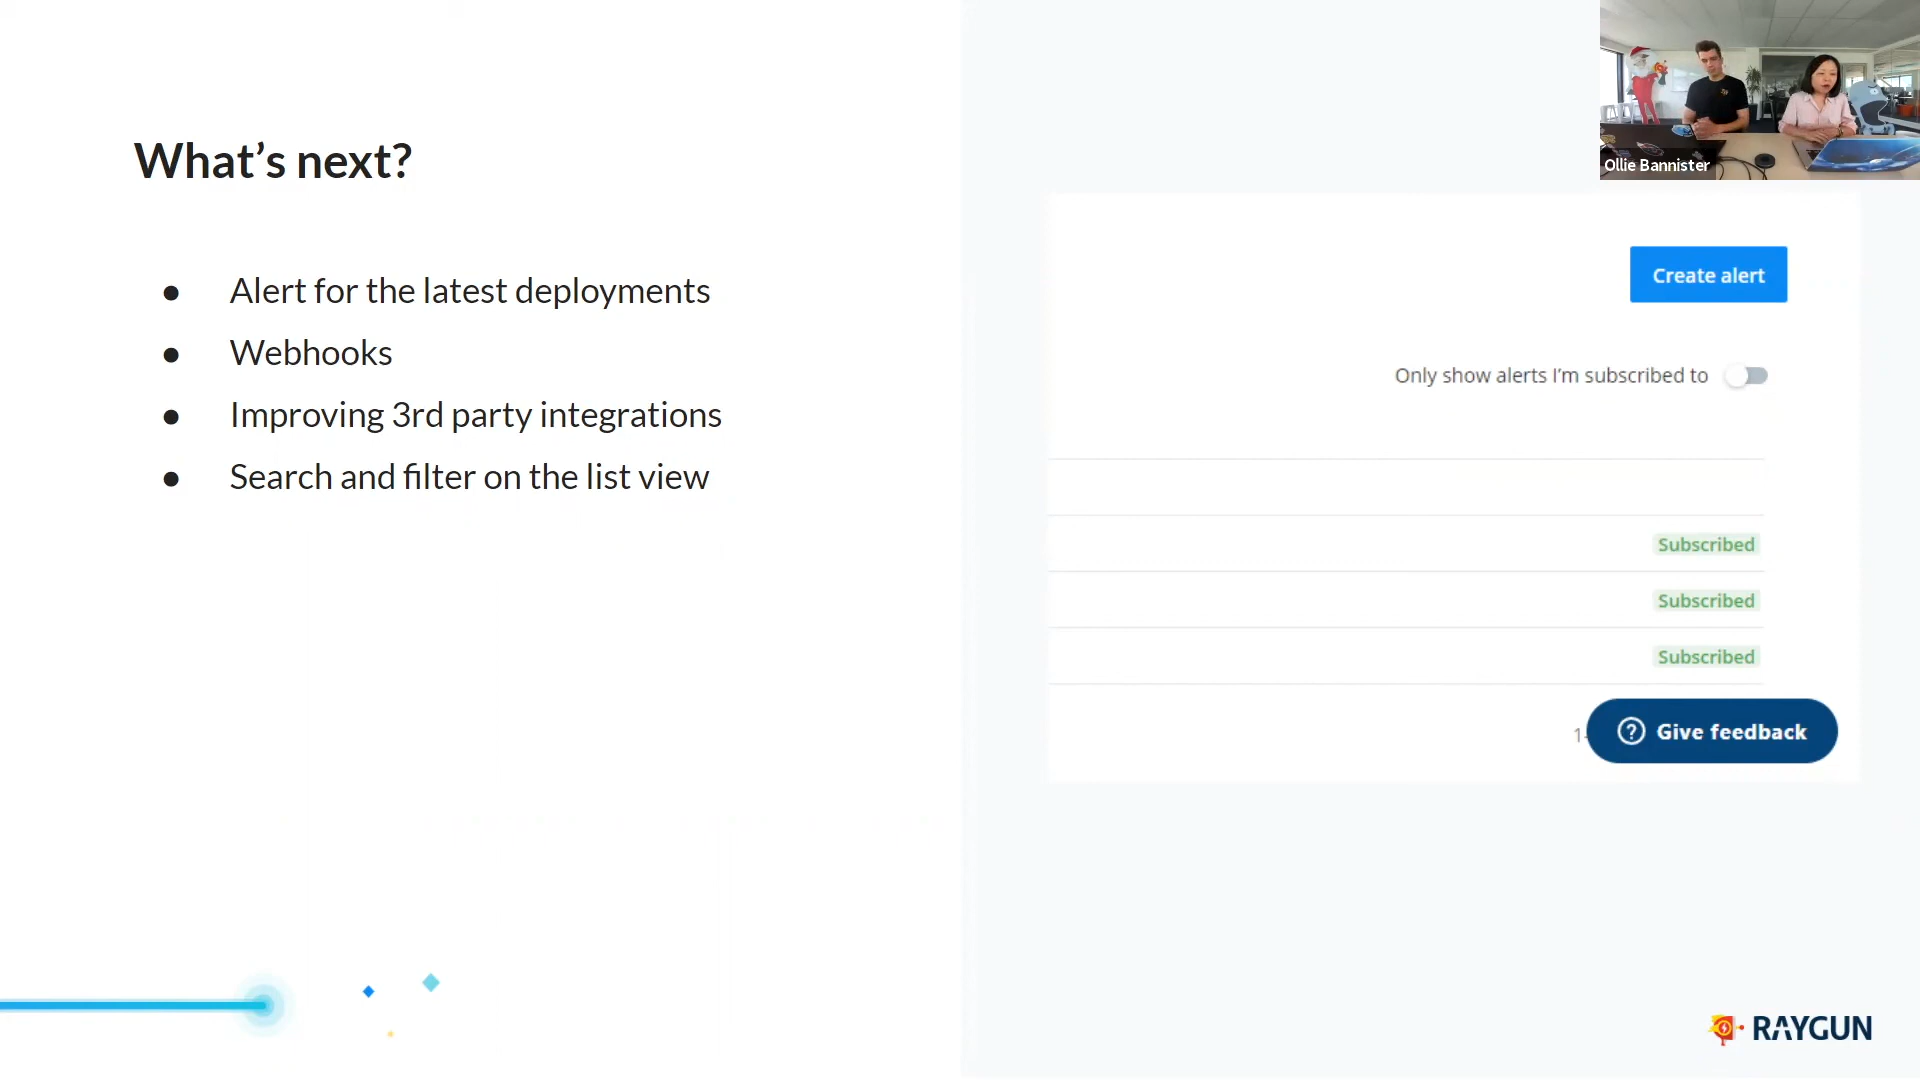 What’s next?
● Alert for the latest deployments
● Webhooks
● Improving 3rd party integrations
● Search and filter on the list view
Ollie Bannister
Create alert
Only show alerts I’m subscribed to
Subscribed
Subscribed
Subscribed
Give feedback
RAYGUN